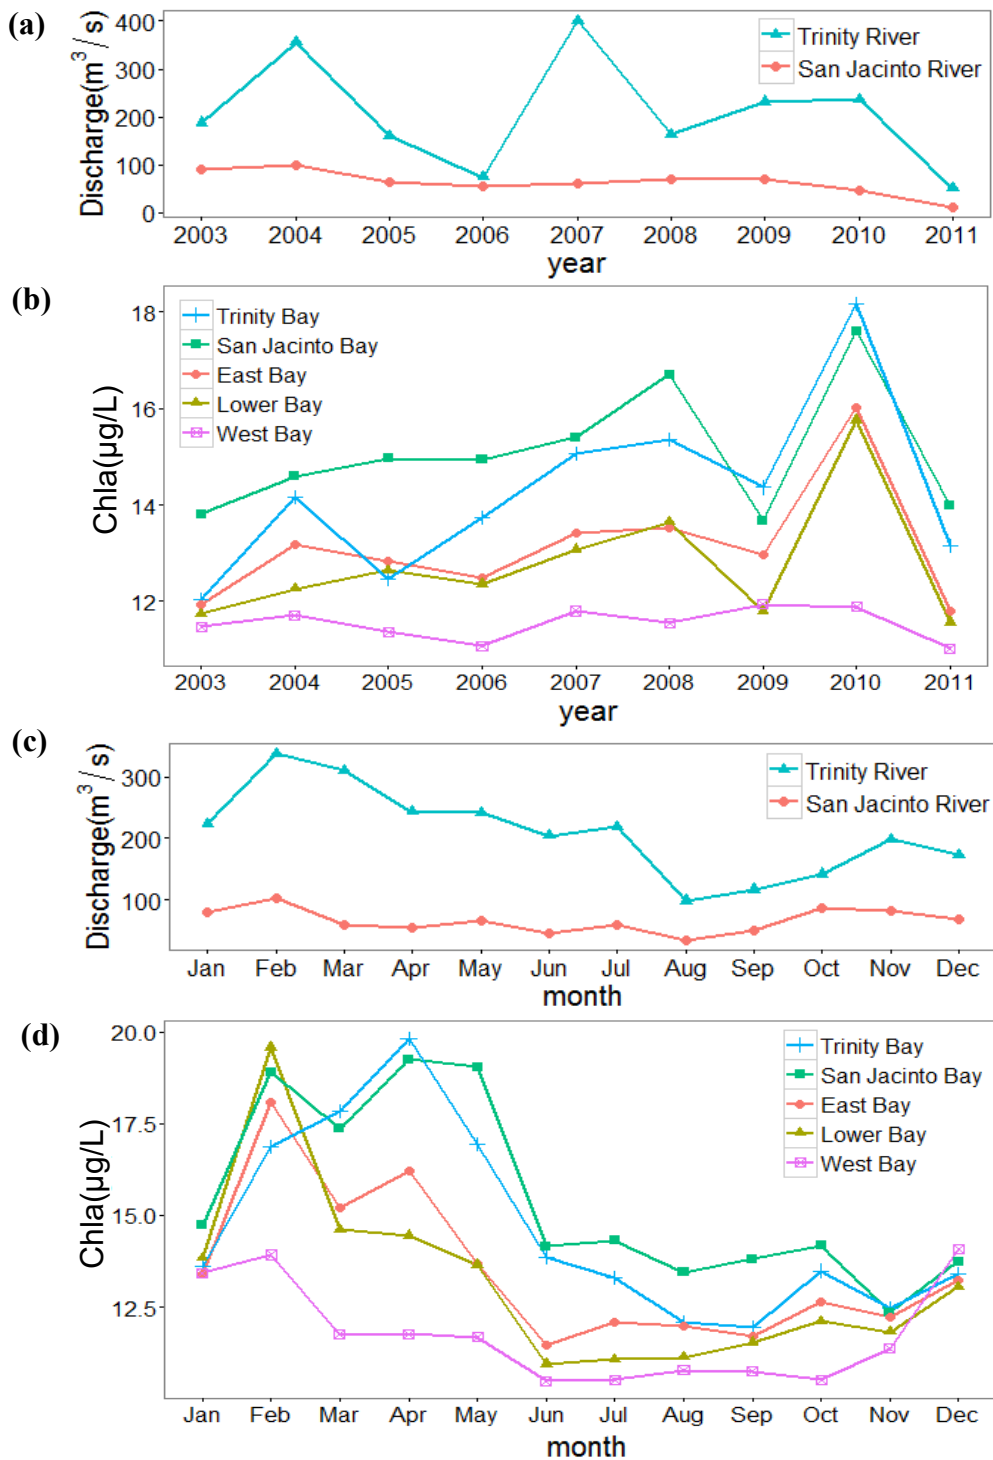 (a)
Discharge(m³/s)
400
300
200
100
0
Trinity River
San Jacinto River
2003 2004 2005 2006 2007 2008 2009 2010 2011
year
(b)
Chla(µg/L)
18
16
14
12
Trinity Bay
San Jacinto Bay
East Bay
Lower Bay
West Bay
2003 2004 2005 2006 2007 2008 2009 2010 2011
year
(c)
Discharge(m³/s)
300
200
100
Trinity River
San Jacinto River
Jan Feb Mar Apr May Jun Jul Aug Sep Oct Nov Dec
month
(d)
Chla(µg/L)
20.0
17.5
15.0
12.5
Trinity Bay
San Jacinto Bay
East Bay
Lower Bay
West Bay
Jan Feb Mar Apr May Jun Jul Aug Sep Oct Nov Dec
month